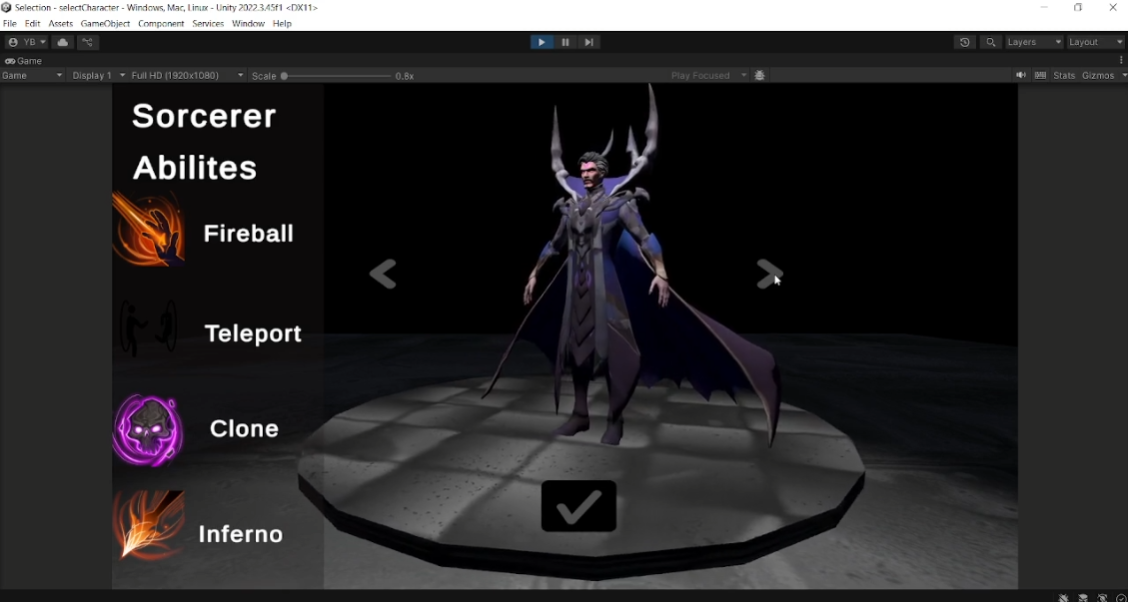 Selection - selectCharacter - Windows, Mac, Linux - Unity 2022.3.45f1 <DX11>
File Edit Assets GameObject Component Services Window Help
YB Layers Layout
Game
Game Display 1 Full HD (1920x1080) Scale 0.8x Play Focused Stats Gizmos
Sorcerer
Abilites
Fireball
Teleport
Clone
Inferno